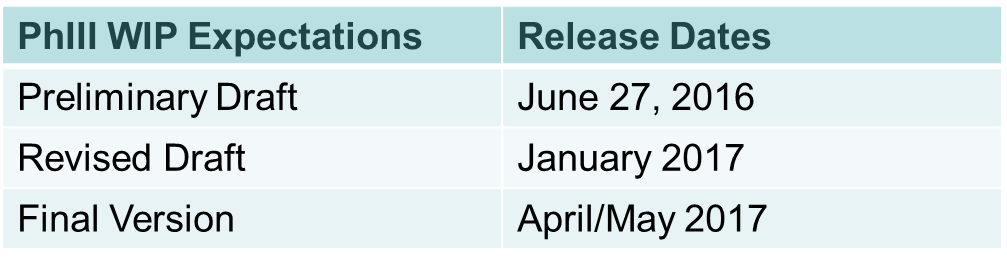 PhIII WIP Expectations Release Dates
Preliminary Draft June 27, 2016
Revised Draft January 2017
Final Version April/May 2017